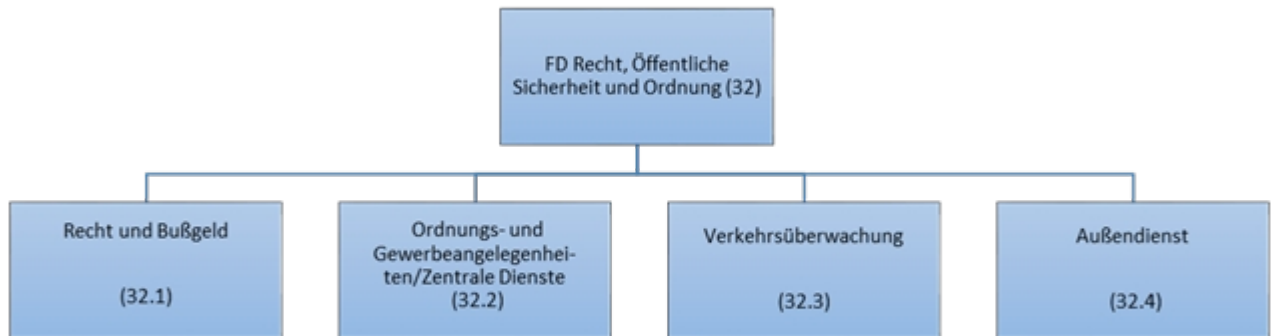 FD Recht, Öffentliche
Sicherheit und Ordnung (32)
Recht und Bußgeld
(32.1)
Ordnungs- und
Gewerbeangelegenhei-
ten/Zentrale Dienste
(32.2)
Verkehrsüberwachung
(32.3)
Außendienst
(32.4)